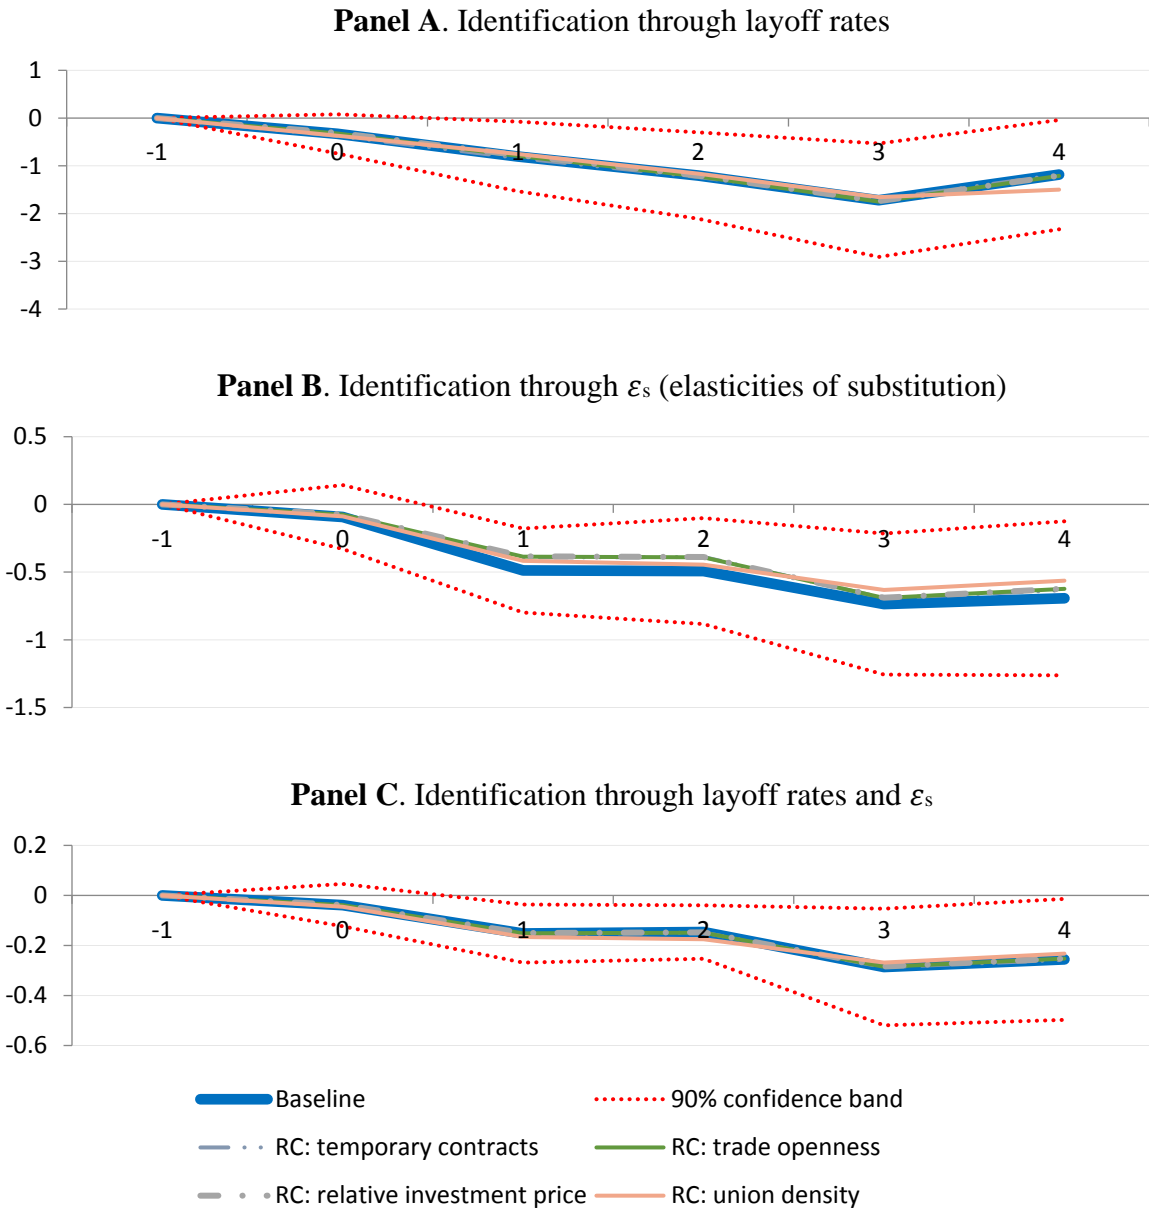 Panel A. Identification through layoff rates
1
0
-1
-2
-3
-4
-1 0 1 2 3 4
Panel B. Identification through εs (elasticities of substitution)
0.5
0
-0.5
-1
-1.5
-1 0 1 2 3 4
Panel C. Identification through layoff rates and εs
0.2
0
-0.2
-0.4
-0.6
-1 0 1 2 3 4
Baseline 90% confidence band
RC: temporary contracts RC: trade openness
RC: relative investment price RC: union density